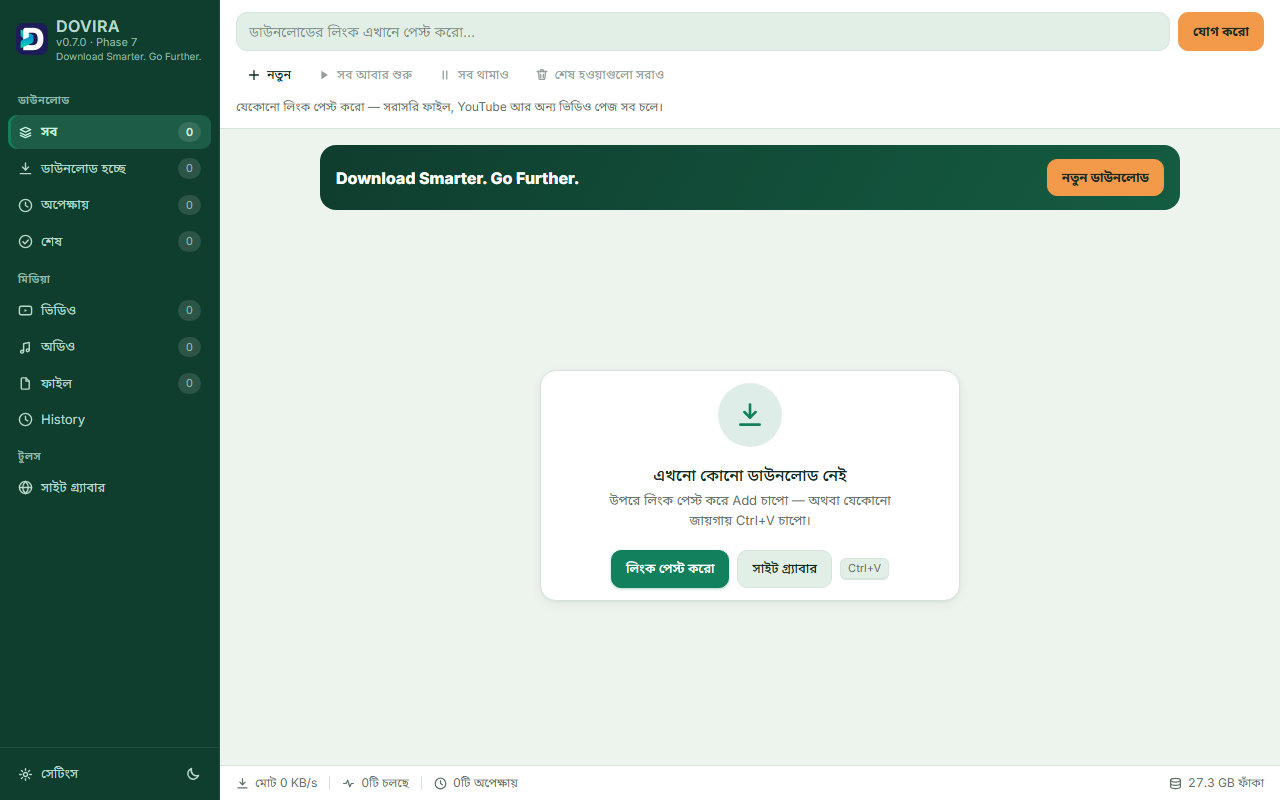 DOVIRA
v0.7.0 · Phase 7
Download Smarter. Go Further.
ডাউনলোড
সব 0
ডাউনলোড হচ্ছে 0
অপেক্ষায় 0
শেষ 0
মিডিয়া
ভিডিও 0
অডিও 0
ফাইল 0
History
টুলস
সাইট গ্র্যাবার
সেটিংস
ডাউনলোডের লিংক এখানে পেস্ট করো...
যোগ করো
নতুন সব আবার শুরু সব থামাও শেষ হওয়াগুলো সরাও
যেকোনো লিংক পেস্ট করো — সরাসরি ফাইল, YouTube আর অন্য ভিডিও পেজ সব চলে।
Download Smarter. Go Further.
নতুন ডাউনলোড
এখনো কোনো ডাউনলোড নেই
উপরে লিংক পেস্ট করে Add চাপো — অথবা যেকোনো
জায়গায় Ctrl+V চাপো।
লিংক পেস্ট করো সাইট গ্র্যাবার Ctrl+V
মোট 0 KB/s 0টি চলছে 0টি অপেক্ষায় 27.3 GB ফাঁকা